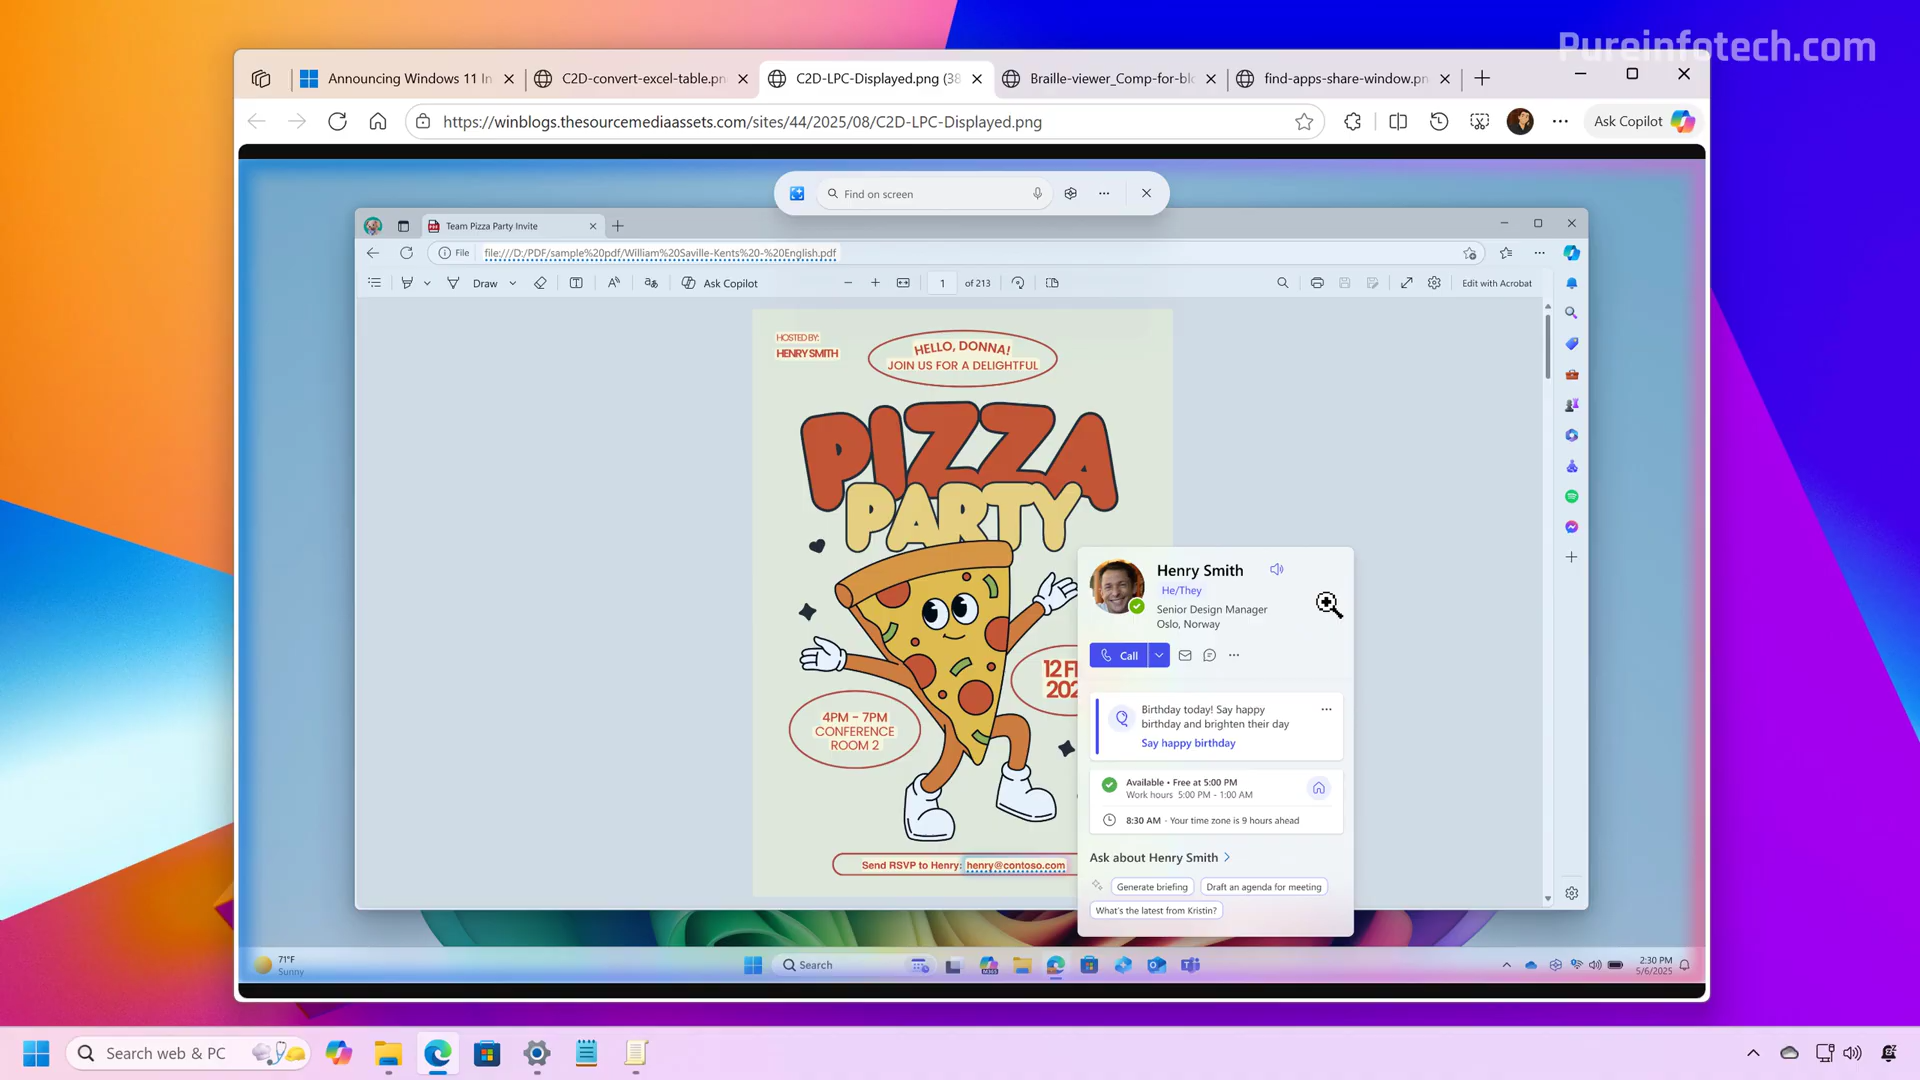 Pureinfotech.com
Announcing Windows 11 In
C2D-convert-excel-table.pn
C2D-LPC-Displayed.png (38
Braille-viewer_Comp-for-blo
find-apps-share-window.pn
https://winblogs.thesourcemediaassets.com/sites/44/2025/08/C2D-LPC-Displayed.png
Ask Copilot
Find on screen
Team Pizza Party Invite
File
file:///D:/PDF/sample%20pdf/William%20Saville-Kents%20-%20English.pdf
Draw
Ask Copilot
1
of 213
Edit with Acrobat
HOSTED BY:
HENRY SMITH
HELLO, DONNA!
JOIN US FOR A DELIGHTFUL
PIZZA
PARTY
12 F
202
4PM - 7PM
CONFERENCE
ROOM 2
Send RSVP to Henry: henry@contoso.com
Henry Smith
He/They
Senior Design Manager
Oslo, Norway
Call
Birthday today! Say happy
birthday and brighten their day
Say happy birthday
Available • Free at 5:00 PM
Work hours 5:00 PM - 1:00 AM
8:30 AM - Your time zone is 9 hours ahead
Ask about Henry Smith
Generate briefing
Draft an agenda for meeting
What's the latest from Kristin?
71°F
Sunny
Search
2:30 PM
5/6/2025
Search web & PC